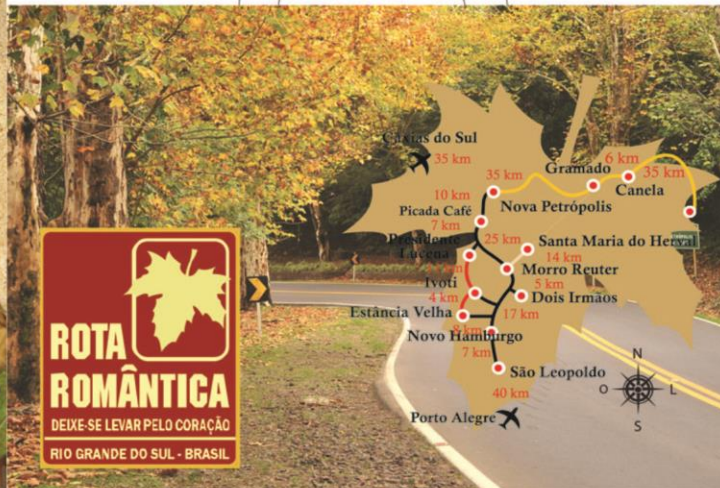 ROTA
ROMÂNTICA
DEIXE-SE LEVAR PELO CORAÇÃO
RIO GRANDE DO SUL - BRASIL
Caxias do Sul
35 km
Gramado
6 km
35 km
35 km
Canela
10 km
Nova Petrópolis
Picada Café
7 km
Presidente
Lucena
25 km
Santa Maria do Herval
14 km
Morro Reuter
Ivoti
5 km
4 km
Dois Irmãos
Estância Velha
17 km
8 km
Novo Hamburgo
7 km
São Leopoldo
40 km
Porto Alegre
N
O
L
S